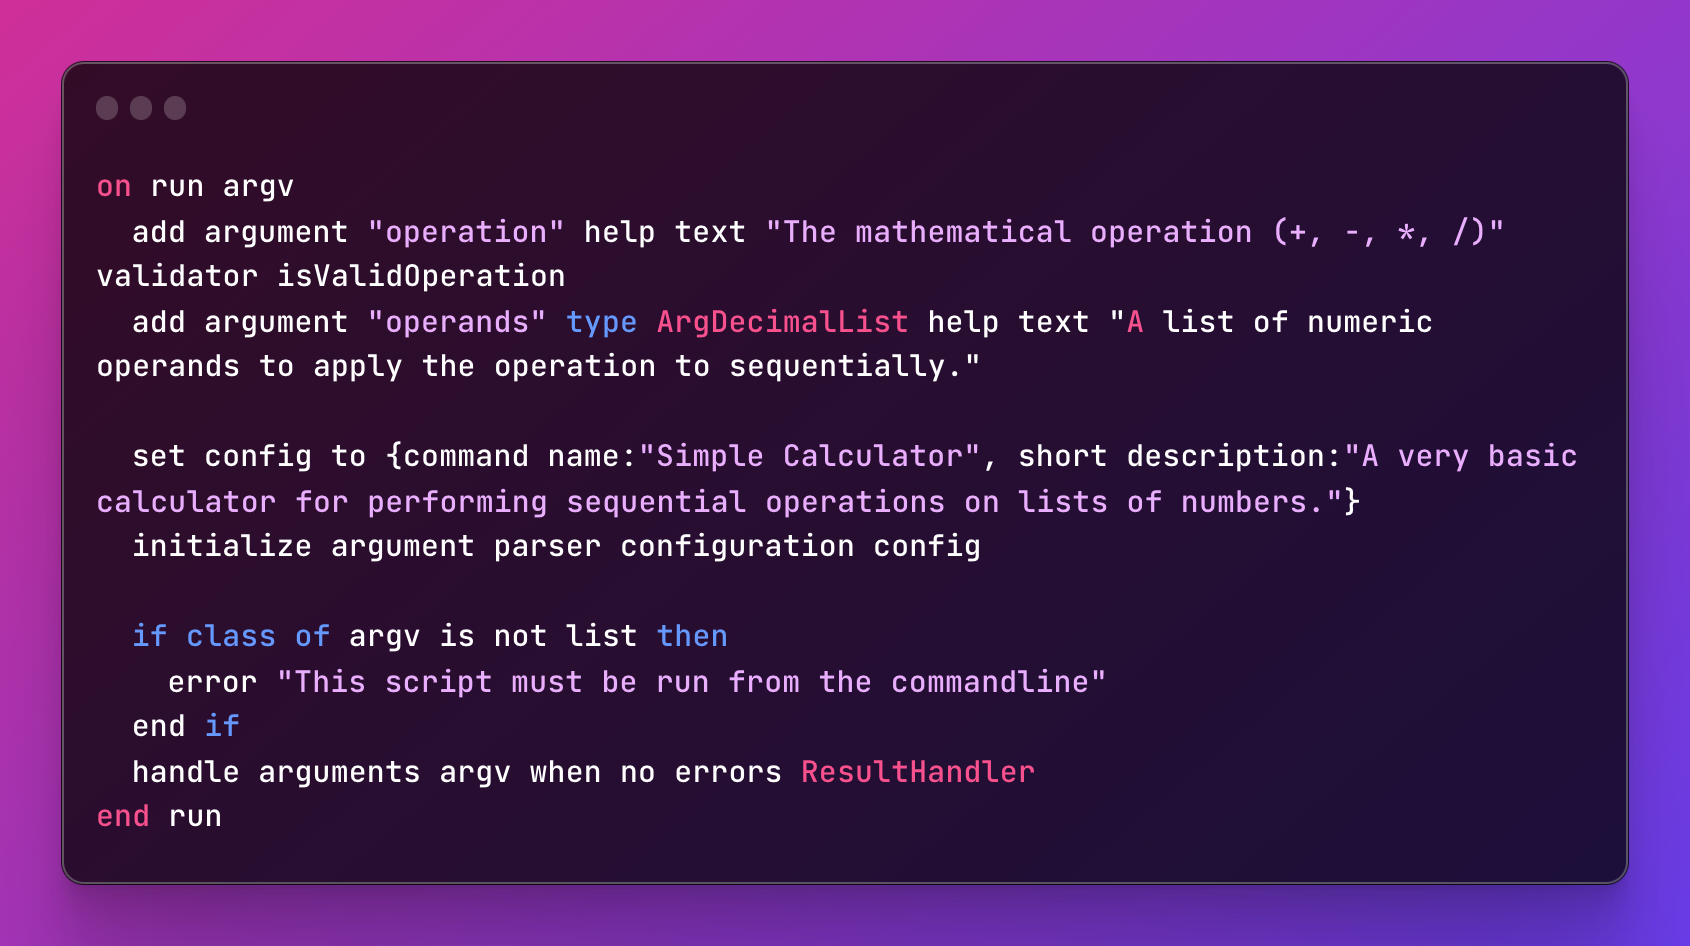 on run argv
  add argument "operation" help text "The mathematical operation (+, -, *, /)"
validator isValidOperation
  add argument "operands" type ArgDecimalList help text "A list of numeric
operands to apply the operation to sequentially."

  set config to {command name:"Simple Calculator", short description:"A very basic
calculator for performing sequential operations on lists of numbers."}
  initialize argument parser configuration config

  if class of argv is not list then
    error "This script must be run from the commandline"
  end if
  handle arguments argv when no errors ResultHandler
end run